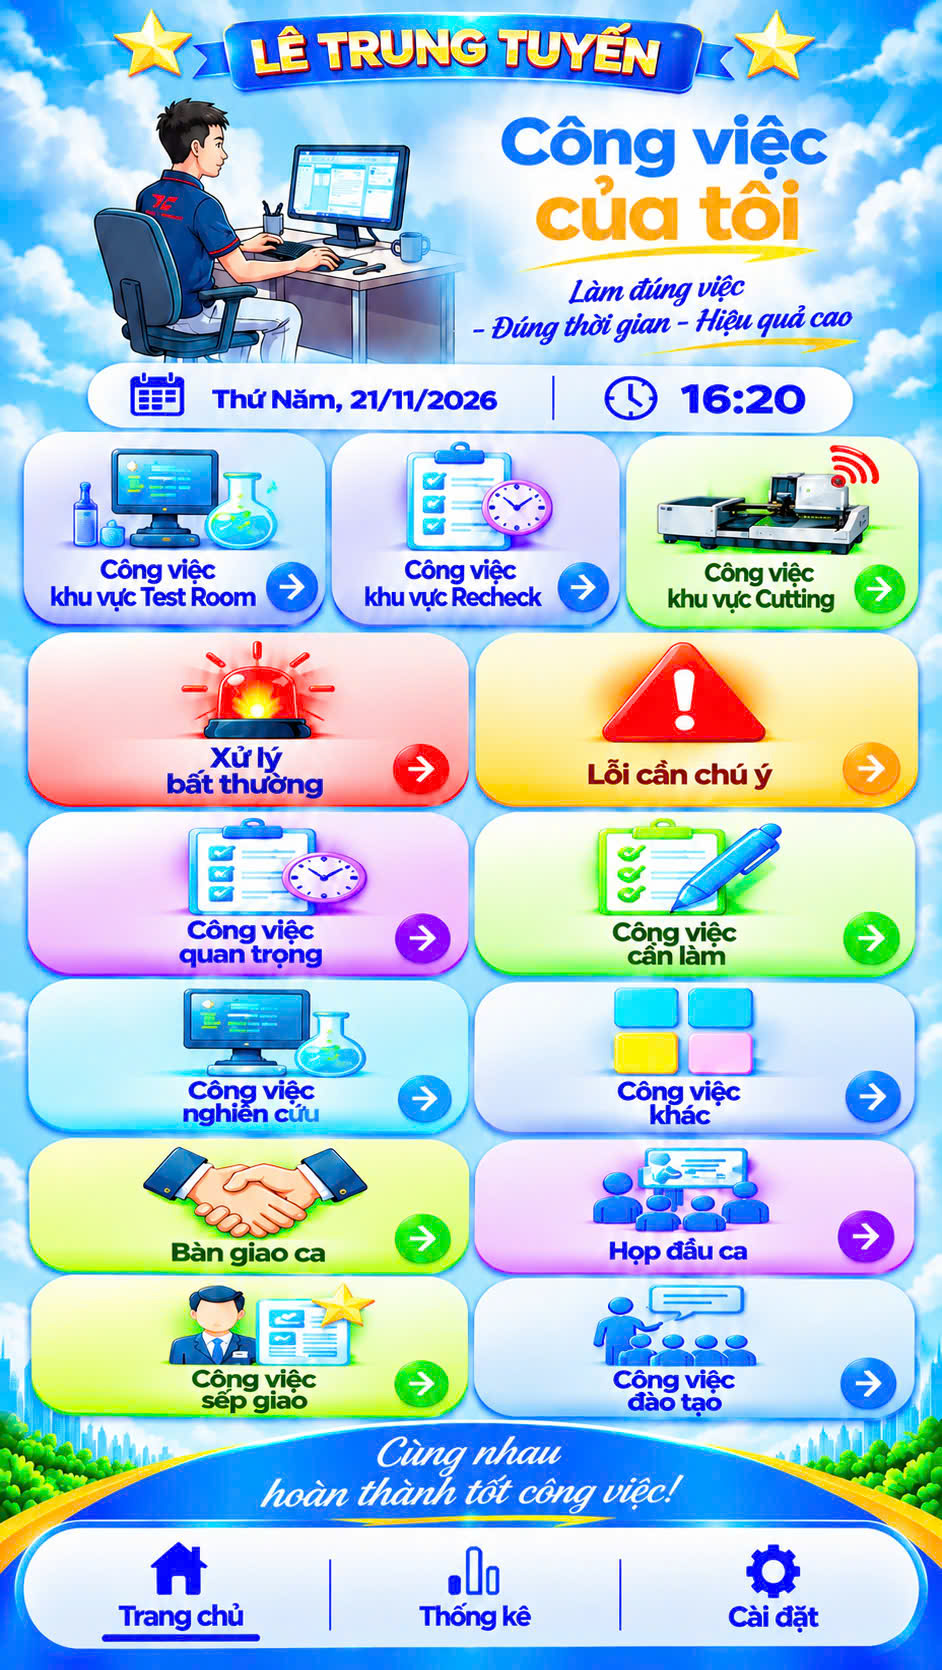 LÊ TRUNG TUYẾN
Công việc
của tôi
Làm đúng việc
- Đúng thời gian - Hiệu quả cao
Thứ Năm, 21/11/2026
16:20
Công việc
khu vực Test Room
Công việc
khu vực Recheck
Công việc
khu vực Cutting
Xử lý
bất thường
Lỗi cần chú ý
Công việc
quan trọng
Công việc
cần làm
Công việc
nghiên cứu
Công việc
khác
Bàn giao ca
Họp đầu ca
Công việc
sếp giao
Công việc
đào tạo
Cùng nhau
hoàn thành tốt công việc!
Trang chủ
Thống kê
Cài đặt